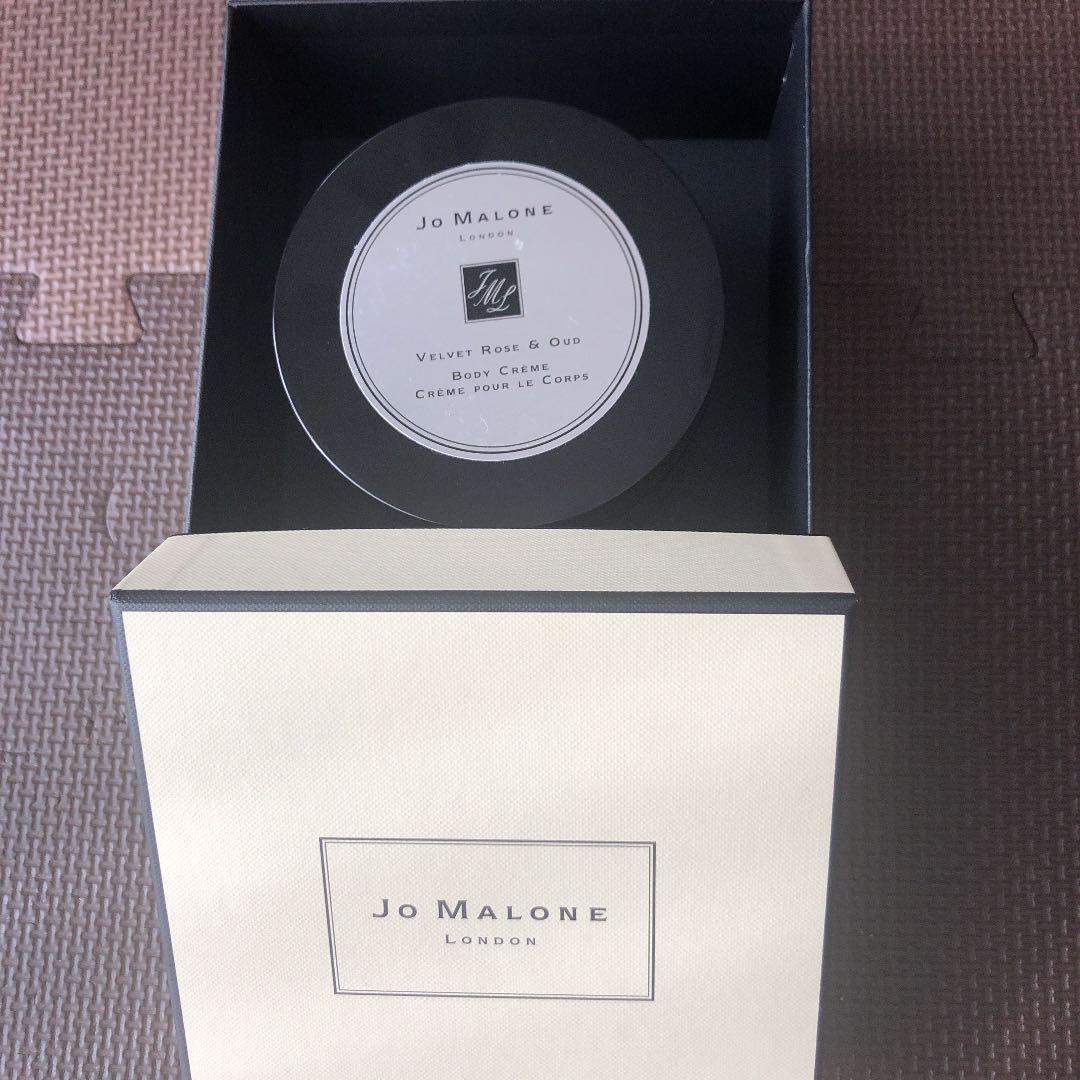 Jo Malone
London
JML
Velvet Rose & Oud
Body Crème
Crème pour le Corps
Jo Malone
London